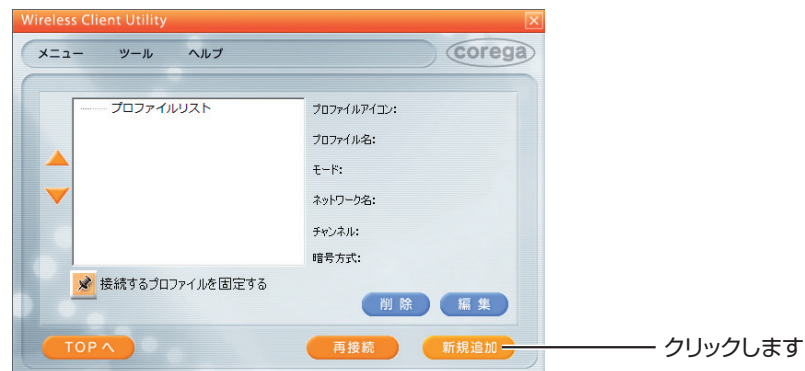 Wireless Client Utility
メニュー ツール ヘルプ
corega
プロファイルリスト
プロファイルアイコン:
プロファイル名:
モード:
ネットワーク名:
チャンネル:
暗号方式:
接続するプロファイルを固定する
削 除 編 集
TOP へ 再接続 新規追加 クリックします